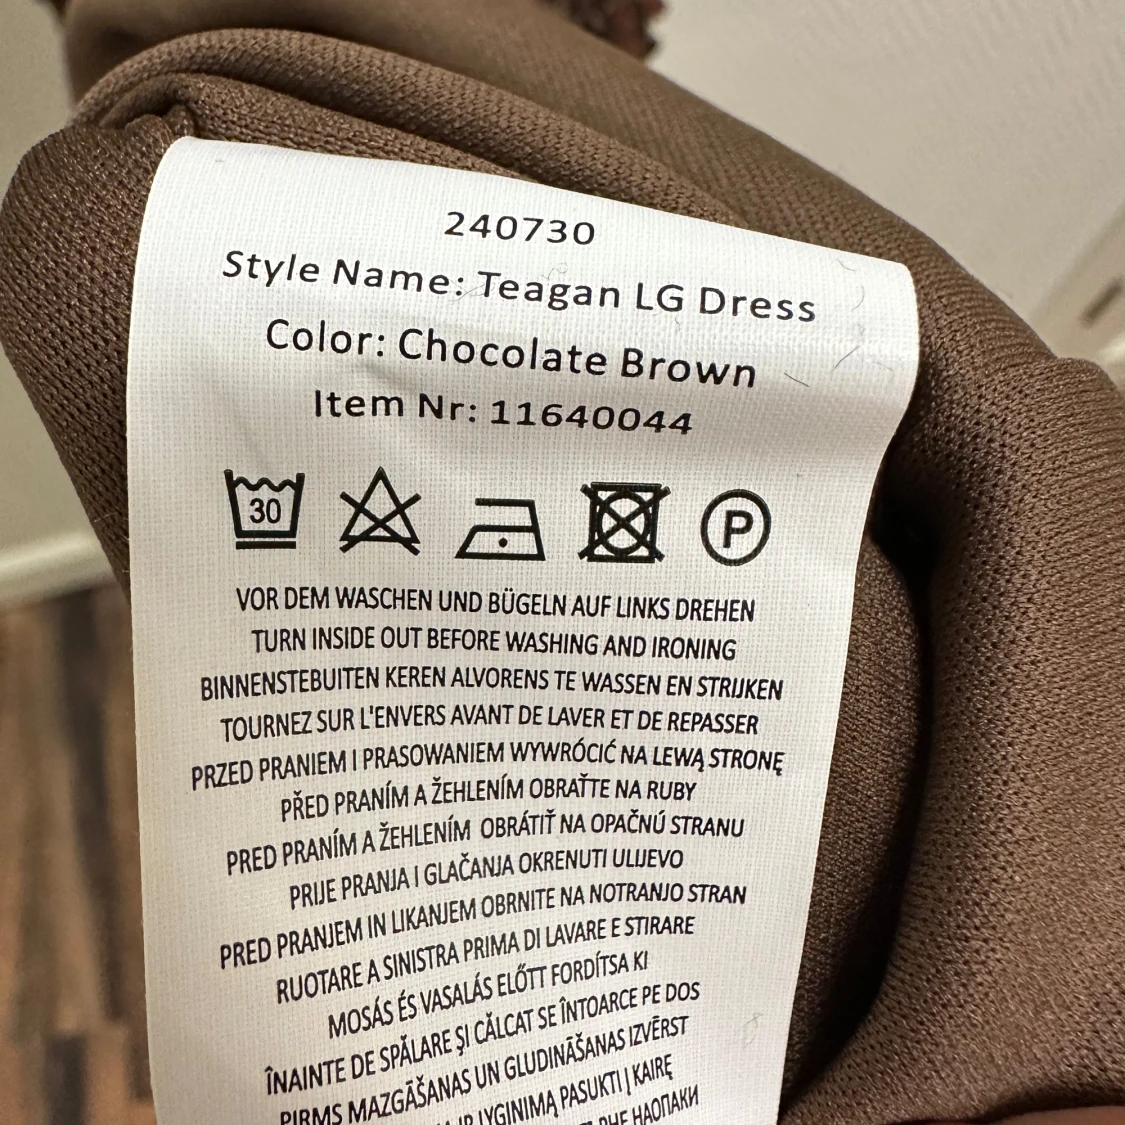 240730
Style Name: Teagan LG Dress
Color: Chocolate Brown
Item Nr: 11640044
30
P
VOR DEM WASCHEN UND BÜGELN AUF LINKS DREHEN
TURN INSIDE OUT BEFORE WASHING AND IRONING
BINNENSTEBUITEN KEREN ALVORENS TE WASSEN EN STRIJKEN
TOURNEZ SUR L'ENVERS AVANT DE LAVER ET DE REPASSER
PRZED PRANIEM I PRASOWANIEM WYWRÓCIĆ NA LEWĄ STRONĘ
PŘED PRANÍM A ŽEHLENÍM OBRAŤTE NA RUBY
PRED PRANÍM A ŽEHLENÍM OBRÁTIŤ NA OPAČNÚ STRANU
PRIJE PRANJA I GLAČANJA OKRENUTI ULIJEVO
PRED PRANJEM IN LIKANJEM OBRNITE NA NOTRANJO STRAN
RUOTARE A SINISTRA PRIMA DI LAVARE E STIRARE
MOSÁS ÉS VASALÁS ELŐTT FORDÍTSA KI
ÎNAINTE DE SPĂLARE ŞI CĂLCAT SE ÎNTOARCE PE DOS
PIRMS MAZGĀŠANAS UN GLUDINĀŠANAS IZVĒRST
LYGINIMĄ PASUKTI Į KAIRĘ
НАОПАКИ